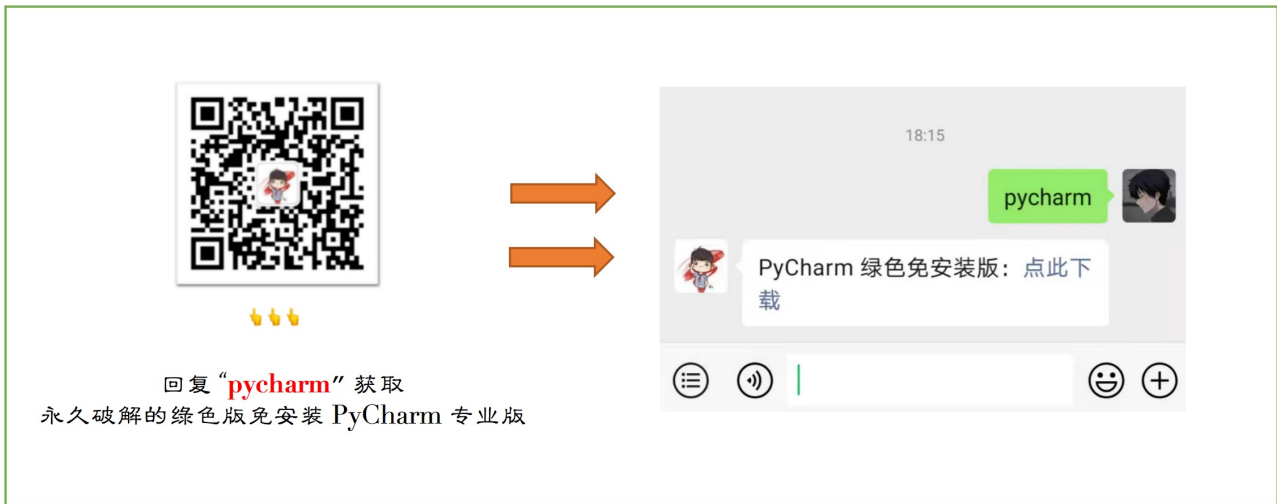 回复 “pycharm” 获取
永久破解的绿色版免安装 PyCharm 专业版
18:15
pycharm
PyCharm 绿色免安装版：点此下
载